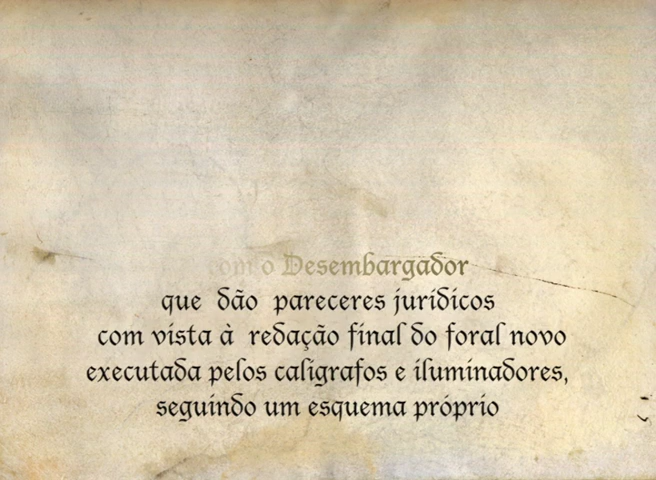 com o Desembargador
que dão pareceres jurídicos
com vista à redação final do foral novo
executada pelos calígrafos e iluminadores,
seguindo um esquema próprio